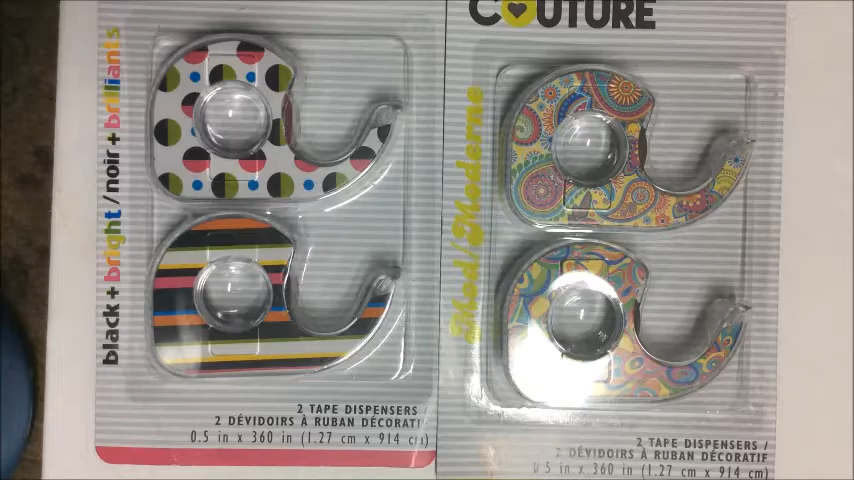 black + bright / noir + brilliants
2 TAPE DISPENSERS /
2 DÉVIDOIRS À RUBAN DÉCORATIF
0.5 in x 360 in (1.27 cm x 914 cm)
COUTURE
Mod/Moderne
2 TAPE DISPENSERS /
2 DÉVIDOIRS À RUBAN DÉCORATIF
0.5 in x 360 in (1.27 cm x 914 cm)